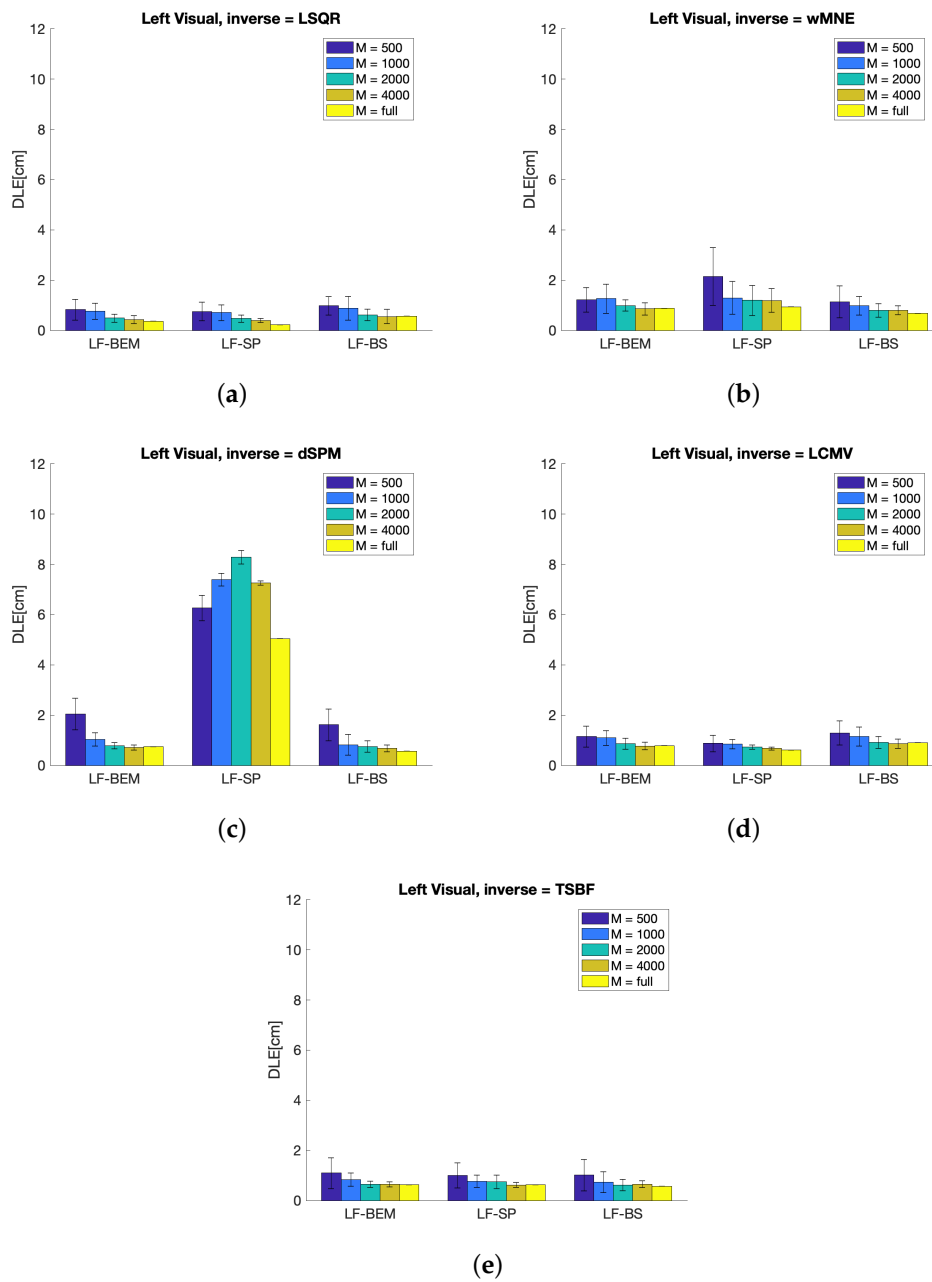 Left Visual, inverse = LSQR
M = 500
M = 1000
M = 2000
M = 4000
M = full
DLE[cm]
12
10
8
6
4
2
0
LF-BEM LF-SP LF-BS
(a)
Left Visual, inverse = wMNE
M = 500
M = 1000
M = 2000
M = 4000
M = full
DLE[cm]
12
10
8
6
4
2
0
LF-BEM LF-SP LF-BS
(b)
Left Visual, inverse = dSPM
M = 500
M = 1000
M = 2000
M = 4000
M = full
DLE[cm]
12
10
8
6
4
2
0
LF-BEM LF-SP LF-BS
(c)
Left Visual, inverse = LCMV
M = 500
M = 1000
M = 2000
M = 4000
M = full
DLE[cm]
12
10
8
6
4
2
0
LF-BEM LF-SP LF-BS
(d)
Left Visual, inverse = TSBF
M = 500
M = 1000
M = 2000
M = 4000
M = full
DLE[cm]
12
10
8
6
4
2
0
LF-BEM LF-SP LF-BS
(e)